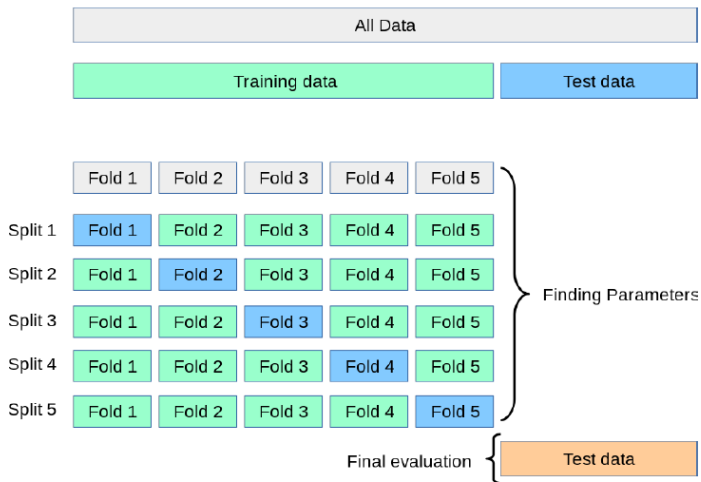 All Data
Training data Test data
Fold 1 Fold 2 Fold 3 Fold 4 Fold 5
Split 1 Fold 1 Fold 2 Fold 3 Fold 4 Fold 5
Split 2 Fold 1 Fold 2 Fold 3 Fold 4 Fold 5
Finding Parameters
Split 3 Fold 1 Fold 2 Fold 3 Fold 4 Fold 5
Split 4 Fold 1 Fold 2 Fold 3 Fold 4 Fold 5
Split 5 Fold 1 Fold 2 Fold 3 Fold 4 Fold 5
Final evaluation Test data